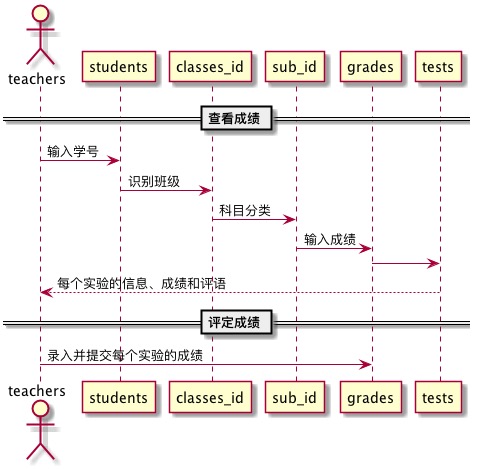 teachers
students
classes_id
sub_id
grades
tests
查看成绩
输入学号
识别班级
科目分类
输入成绩
每个实验的信息、成绩和评语
评定成绩
录入并提交每个实验的成绩
teachers
students
classes_id
sub_id
grades
tests